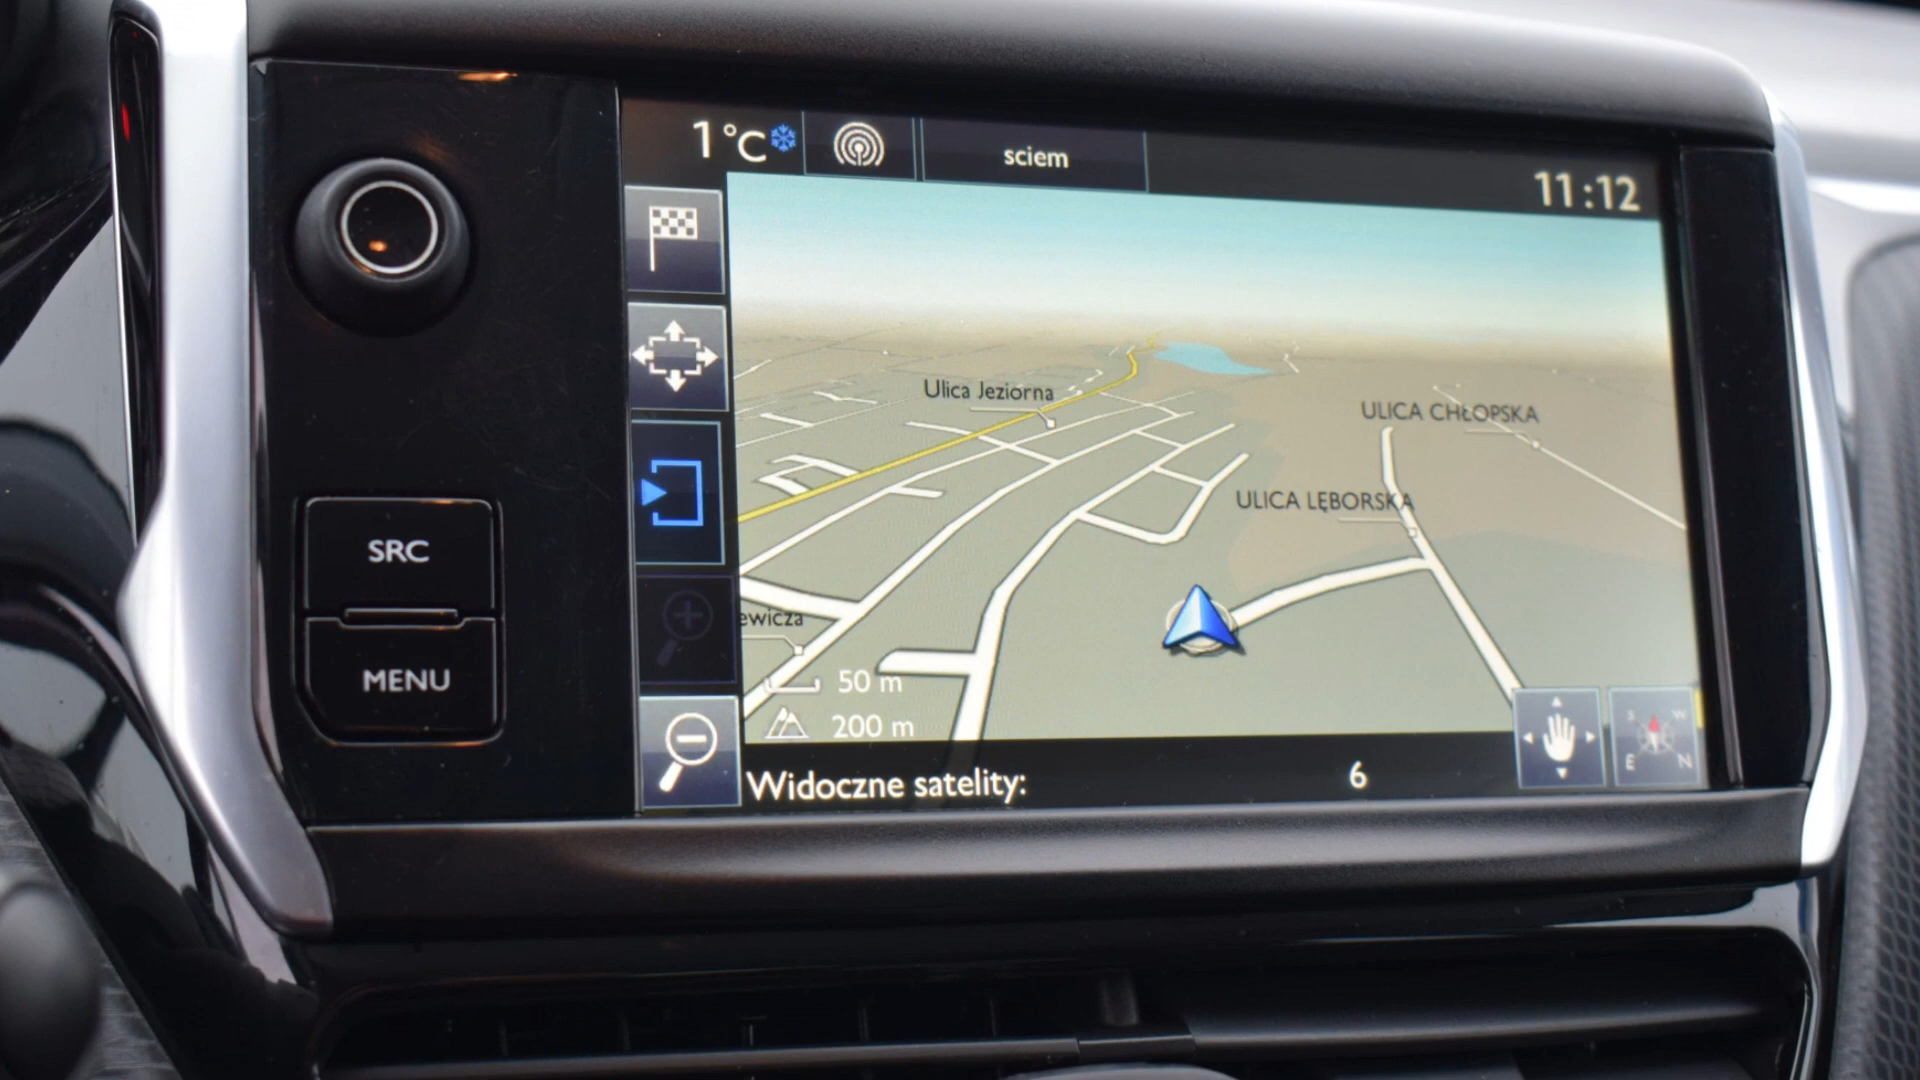 1°C
sciem
11:12
Ulica Jeziorna
ULICA CHŁOPSKA
ULICA LĘBORSKA
SRC
ewicza
MENU
50 m
200 m
S W
E N
Widoczne satelity: 6